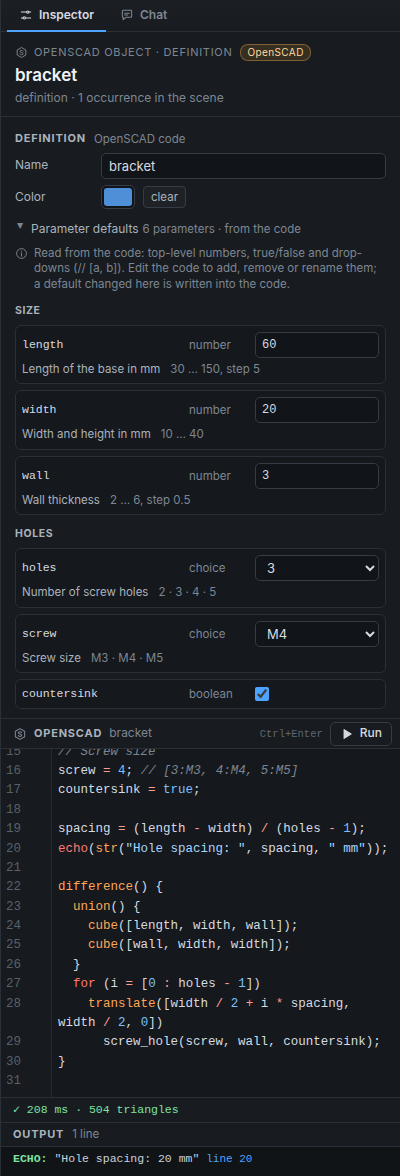 Inspector Chat
OPENSCAD OBJECT · DEFINITION OpenSCAD
bracket
definition · 1 occurrence in the scene
DEFINITION OpenSCAD code
Name bracket
Color clear
▼ Parameter defaults 6 parameters · from the code
Read from the code: top-level numbers, true/false and drop-
downs (// [a, b]). Edit the code to add, remove or rename them;
a default changed here is written into the code.
SIZE
length number 60
Length of the base in mm 30 … 150, step 5
width number 20
Width and height in mm 10 … 40
wall number 3
Wall thickness 2 … 6, step 0.5
HOLES
holes choice 3
Number of screw holes 2 · 3 · 4 · 5
screw choice M4
Screw size M3 · M4 · M5
countersink boolean
OPENSCAD bracket Ctrl+Enter Run
15 // Screw size
16 screw = 4; // [3:M3, 4:M4, 5:M5]
17 countersink = true;
18
19 spacing = (length - width) / (holes - 1);
20 echo(str("Hole spacing: ", spacing, " mm"));
21
22 difference() {
23   union() {
24     cube([length, width, wall]);
25     cube([wall, width, width]);
26   }
27   for (i = [0 : holes - 1])
28     translate([width / 2 + i * spacing,
width / 2, 0])
29       screw_hole(screw, wall, countersink);
30 }
31
✓ 208 ms · 504 triangles
OUTPUT 1 line
ECHO: "Hole spacing: 20 mm" line 20